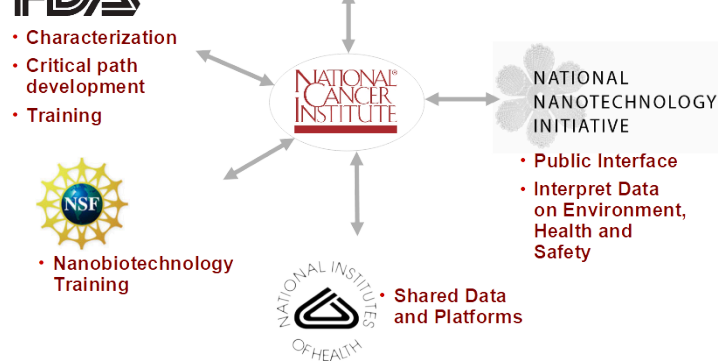 FDA
• Characterization
• Critical path
development
• Training
NATIONAL®
CANCER
INSTITUTE
NATIONAL
NANOTECHNOLOGY
INITIATIVE
• Public Interface
• Interpret Data
on Environment,
Health and
Safety
NSF
• Nanobiotechnology
Training
NATIONAL INSTITUTES
OF HEALTH
• Shared Data
and Platforms